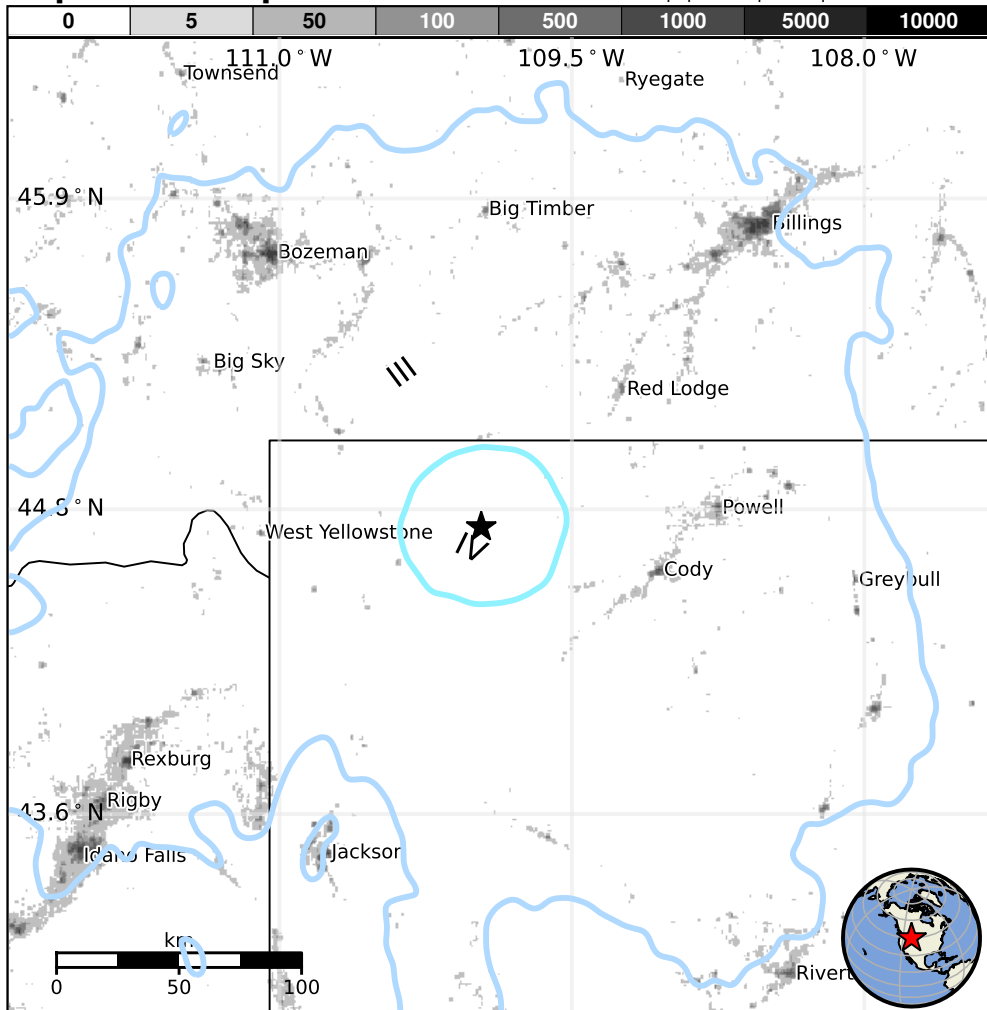 0 5 50 100 500 1000 5000 10000
111.0°W 109.5°W 108.0°W
Townsend
Ryegate
45.9°N
Big Timber
Billings
Bozeman
Big Sky
Red Lodge
44.8°N
Powell
West Yellowstone
Cody
Greybull
Rexburg
Rigby
43.6°N
Idaho Falls
Jackson
km
Rivert
0 50 100